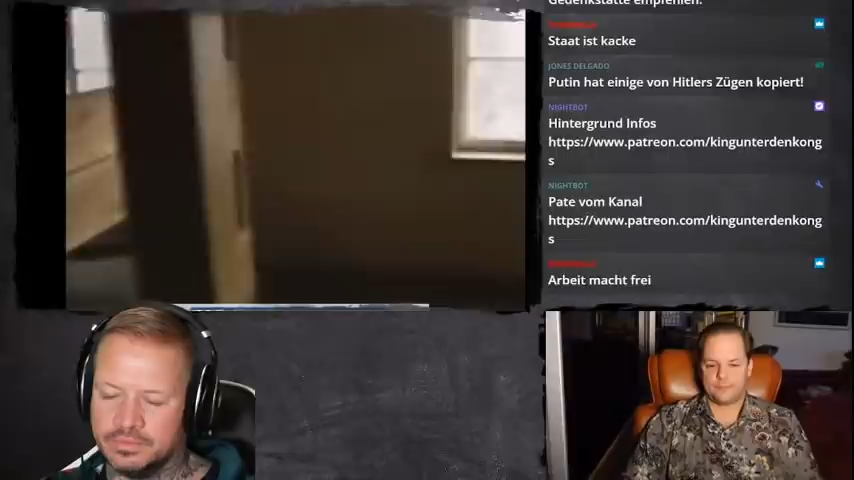 Gedenkstätte empfehlen.
Staat ist kacke
JONES DELGADO
Putin hat einige von Hitlers Zügen kopiert!
NIGHTBOT
Hintergrund Infos
https://www.patreon.com/kingunterdenkong
s
NIGHTBOT
Pate vom Kanal
https://www.patreon.com/kingunterdenkong
s
Arbeit macht frei